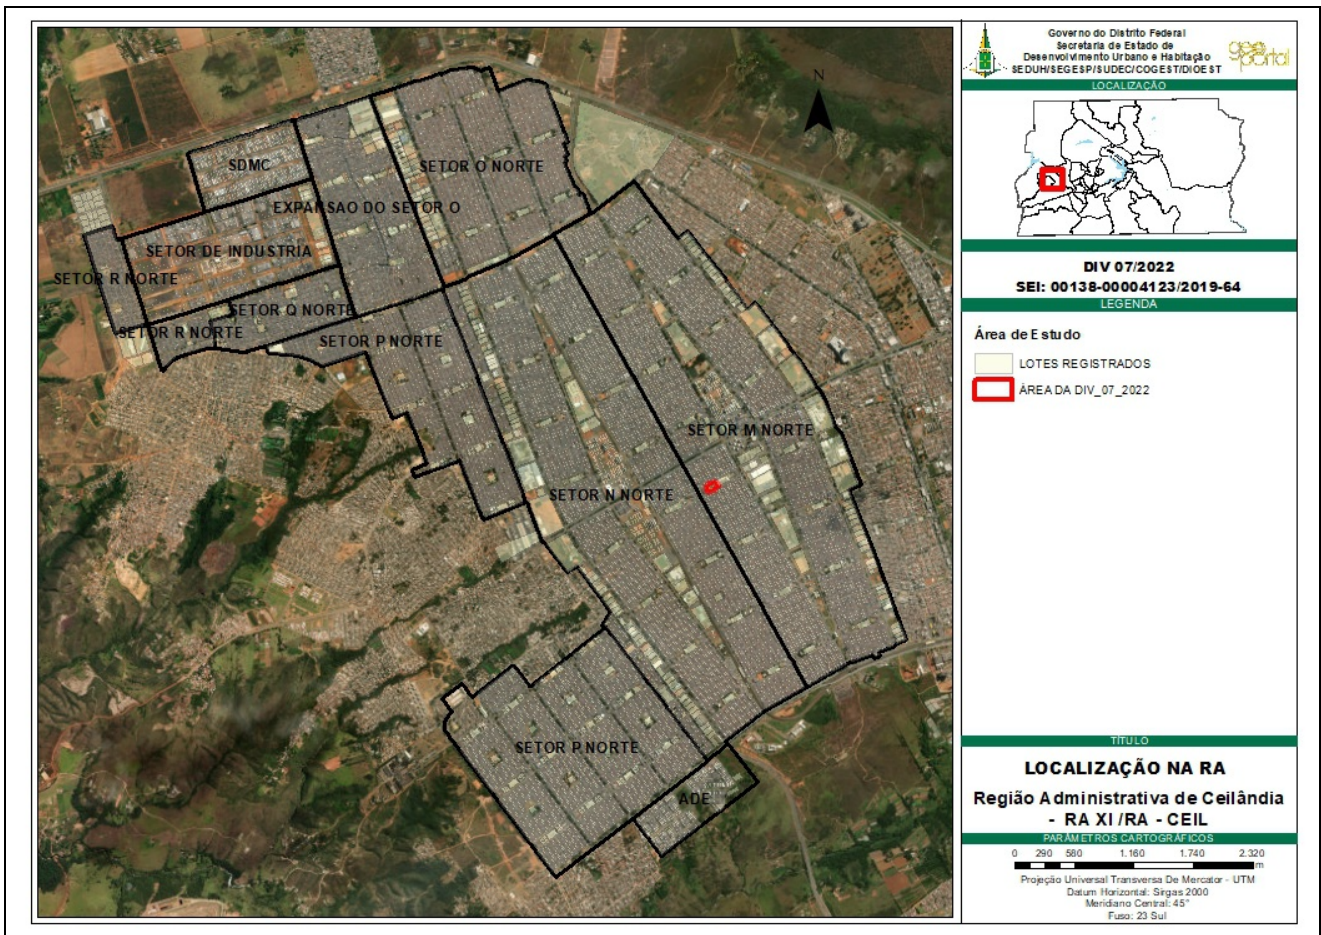 N
SDMC
SETOR O NORTE
EXPANSAO DO SETOR O
SETOR DE INDUSTRIA
SETOR R NORTE
SETOR Q NORTE
SETOR R NORTE
SETOR P NORTE
SETOR M NORTE
SETOR N NORTE
SETOR P NORTE
ADE
Governo do Distrito Federal
Secretaria de Estado de
Desenvolvimento Urbano e Habitação
SEDUH/SEGESP/SUDEC/COGEST/DIOEST
geo
portal
LOCALIZAÇÃO
DIV 07/2022
SEI: 00138-00004123/2019-64
LEGENDA
Área de Estudo
LOTES REGISTRADOS
ÁREA DA DIV_07_2022
TÍTULO
LOCALIZAÇÃO NA RA
Região Administrativa de Ceilândia
- RA XI /RA - CEIL
PARÂMETROS CARTOGRÁFICOS
0 290 580 1.160 1.740 2.320
m
Projeção Universal Transversa De Mercator - UTM
Datum Horizontal: Sirgas 2000
Meridiano Central: 45°
Fuso: 23 Sul